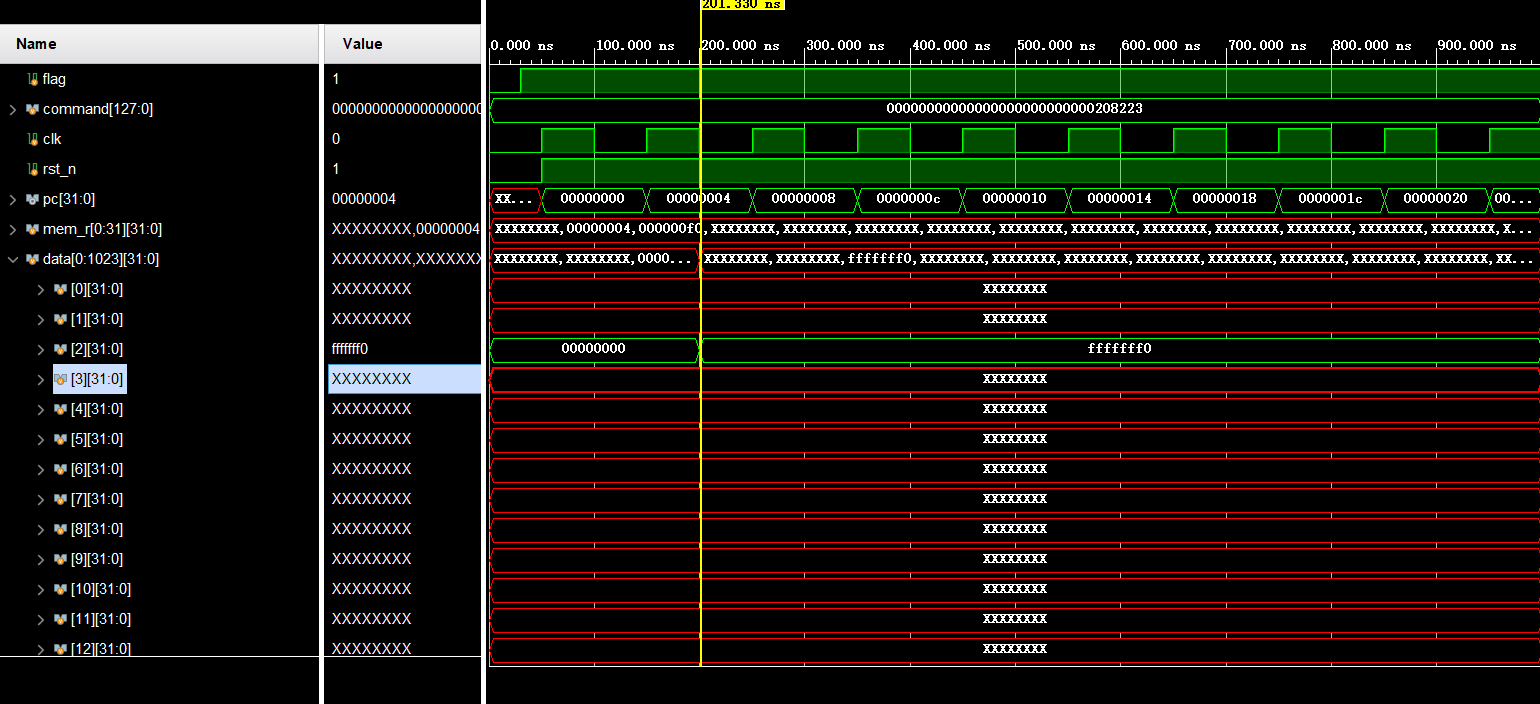 201.330 ns
Name
Value
0.000 ns
100.000 ns
200.000 ns
300.000 ns
400.000 ns
500.000 ns
600.000 ns
700.000 ns
800.000 ns
900.000 ns
flag
1
command[127:0]
000000000000000000
00000000000000000000000000208223
clk
0
rst_n
1
pc[31:0]
00000004
XX...
00000000
00000004
00000008
0000000c
00000010
00000014
00000018
0000001c
00000020
00...
mem_r[0:31][31:0]
XXXXXXXX,00000004
XXXXXXXX,00000004,000000f0,XXXXXXXX,XXXXXXXX,XXXXXXXX,XXXXXXXX,XXXXXXXX,XXXXXXXX,XXXXXXXX,XXXXXXXX,XXXXXXXX,XXXXXXXX,XXXXXXXX,X...
data[0:1023][31:0]
XXXXXXXX,XXXXXXX
XXXXXXXX,XXXXXXXX,0000...
XXXXXXXX,XXXXXXXX,fffffff0,XXXXXXXX,XXXXXXXX,XXXXXXXX,XXXXXXXX,XXXXXXXX,XXXXXXXX,XXXXXXXX,XXXXXXXX,XX...
[0][31:0]
XXXXXXXX
XXXXXXXX
[1][31:0]
XXXXXXXX
XXXXXXXX
[2][31:0]
fffffff0
00000000
fffffff0
[3][31:0]
XXXXXXXX
XXXXXXXX
[4][31:0]
XXXXXXXX
XXXXXXXX
[5][31:0]
XXXXXXXX
XXXXXXXX
[6][31:0]
XXXXXXXX
XXXXXXXX
[7][31:0]
XXXXXXXX
XXXXXXXX
[8][31:0]
XXXXXXXX
XXXXXXXX
[9][31:0]
XXXXXXXX
XXXXXXXX
[10][31:0]
XXXXXXXX
XXXXXXXX
[11][31:0]
XXXXXXXX
XXXXXXXX
[12][31:0]
XXXXXXXX
XXXXXXXX